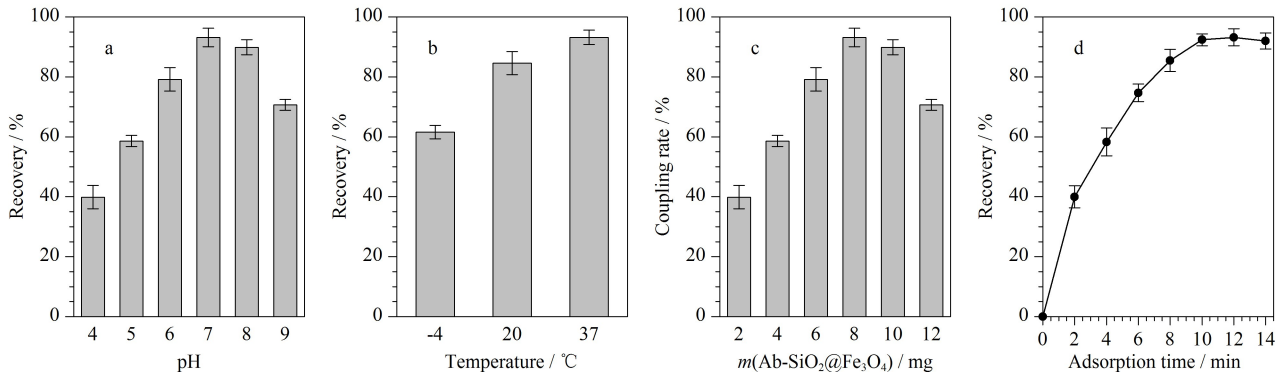 100
80
60
40
20
0
Recovery / %
a
4 5 6 7 8 9
pH
100
80
60
40
20
0
Recovery / %
b
-4 20 37
Temperature / ℃
100
80
60
40
20
0
Coupling rate / %
c
2 4 6 8 10 12
m(Ab-SiO₂@Fe₃O₄) / mg
100
80
60
40
20
0
Recovery / %
d
0 2 4 6 8 10 12 14
Adsorption time / min